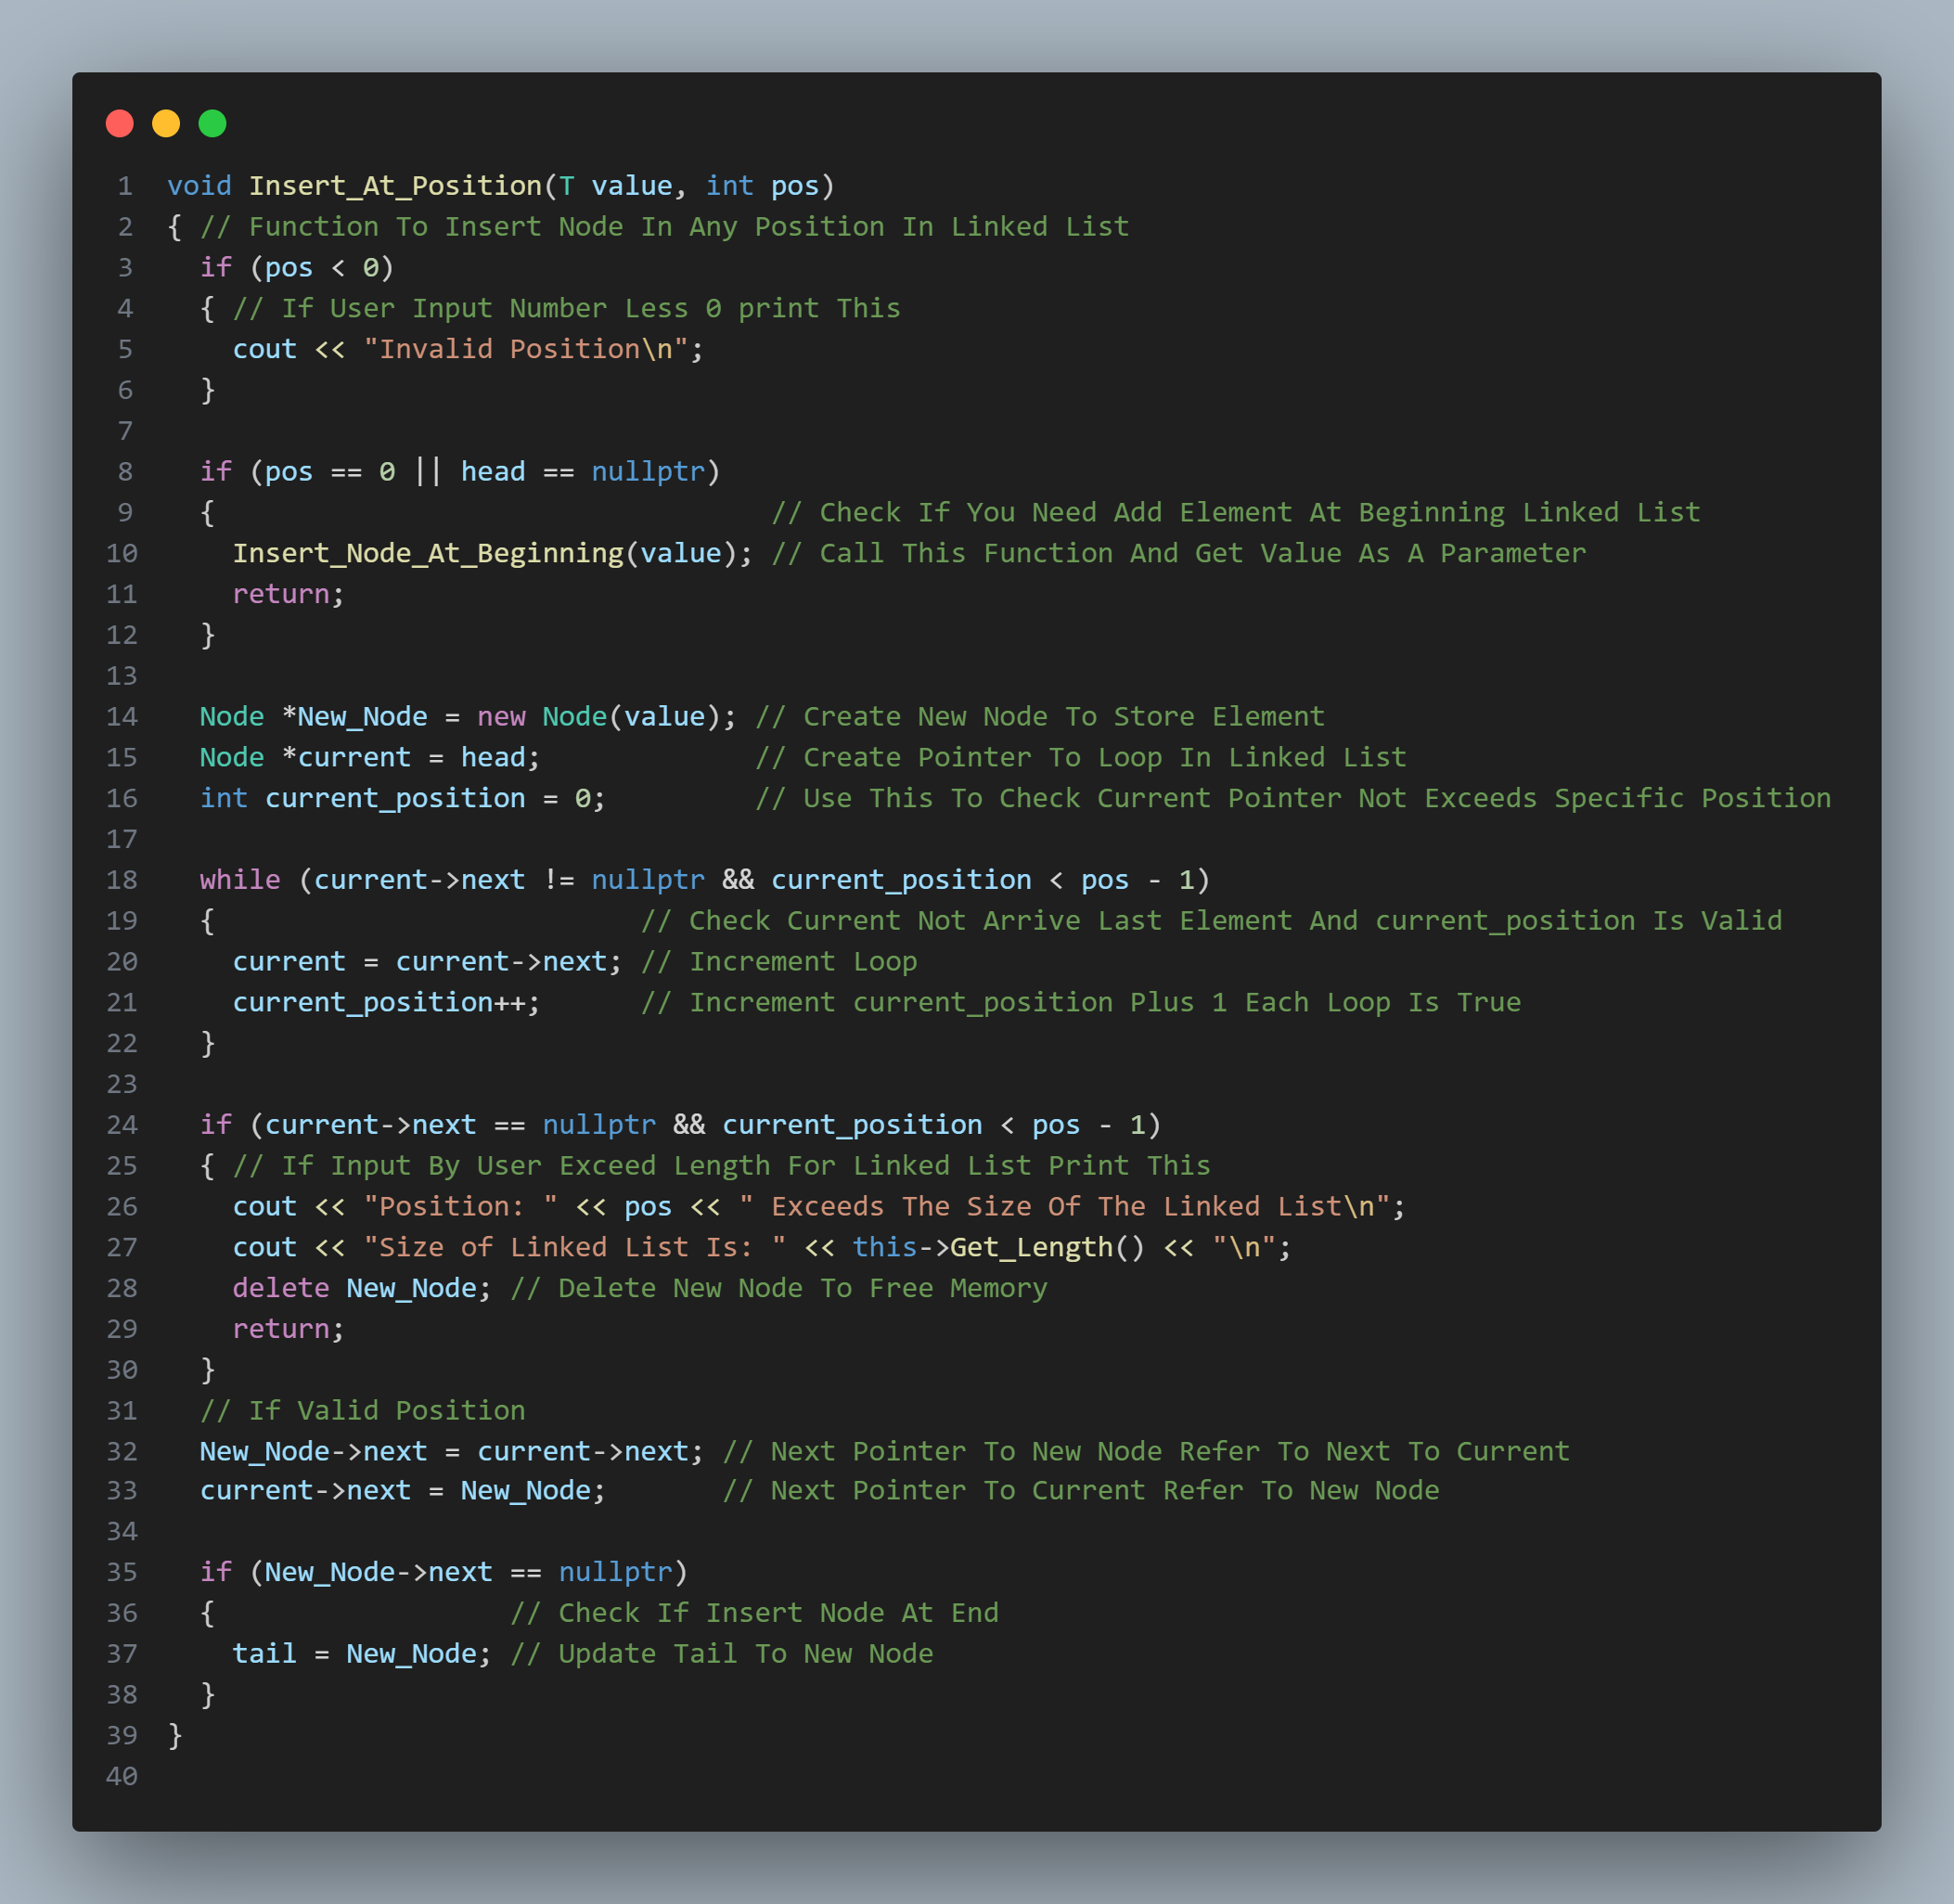 1 void Insert_At_Position(T value, int pos)
2 { // Function To Insert Node In Any Position In Linked List
3   if (pos < 0)
4   { // If User Input Number Less 0 print This
5     cout << "Invalid Position\n";
6   }
7
8   if (pos == 0 || head == nullptr)
9   {                                  // Check If You Need Add Element At Beginning Linked List
10     Insert_Node_At_Beginning(value); // Call This Function And Get Value As A Parameter
11     return;
12   }
13
14   Node *New_Node = new Node(value); // Create New Node To Store Element
15   Node *current = head;             // Create Pointer To Loop In Linked List
16   int current_position = 0;         // Use This To Check Current Pointer Not Exceeds Specific Position
17
18   while (current->next != nullptr && current_position < pos - 1)
19   {                          // Check Current Not Arrive Last Element And current_position Is Valid
20     current = current->next; // Increment Loop
21     current_position++;      // Increment current_position Plus 1 Each Loop Is True
22   }
23
24   if (current->next == nullptr && current_position < pos - 1)
25   { // If Input By User Exceed Length For Linked List Print This
26     cout << "Position: " << pos << " Exceeds The Size Of The Linked List\n";
27     cout << "Size of Linked List Is: " << this->Get_Length() << "\n";
28     delete New_Node; // Delete New Node To Free Memory
29     return;
30   }
31   // If Valid Position
32   New_Node->next = current->next; // Next Pointer To New Node Refer To Next To Current
33   current->next = New_Node;       // Next Pointer To Current Refer To New Node
34
35   if (New_Node->next == nullptr)
36   {                  // Check If Insert Node At End
37     tail = New_Node; // Update Tail To New Node
38   }
39 }
40